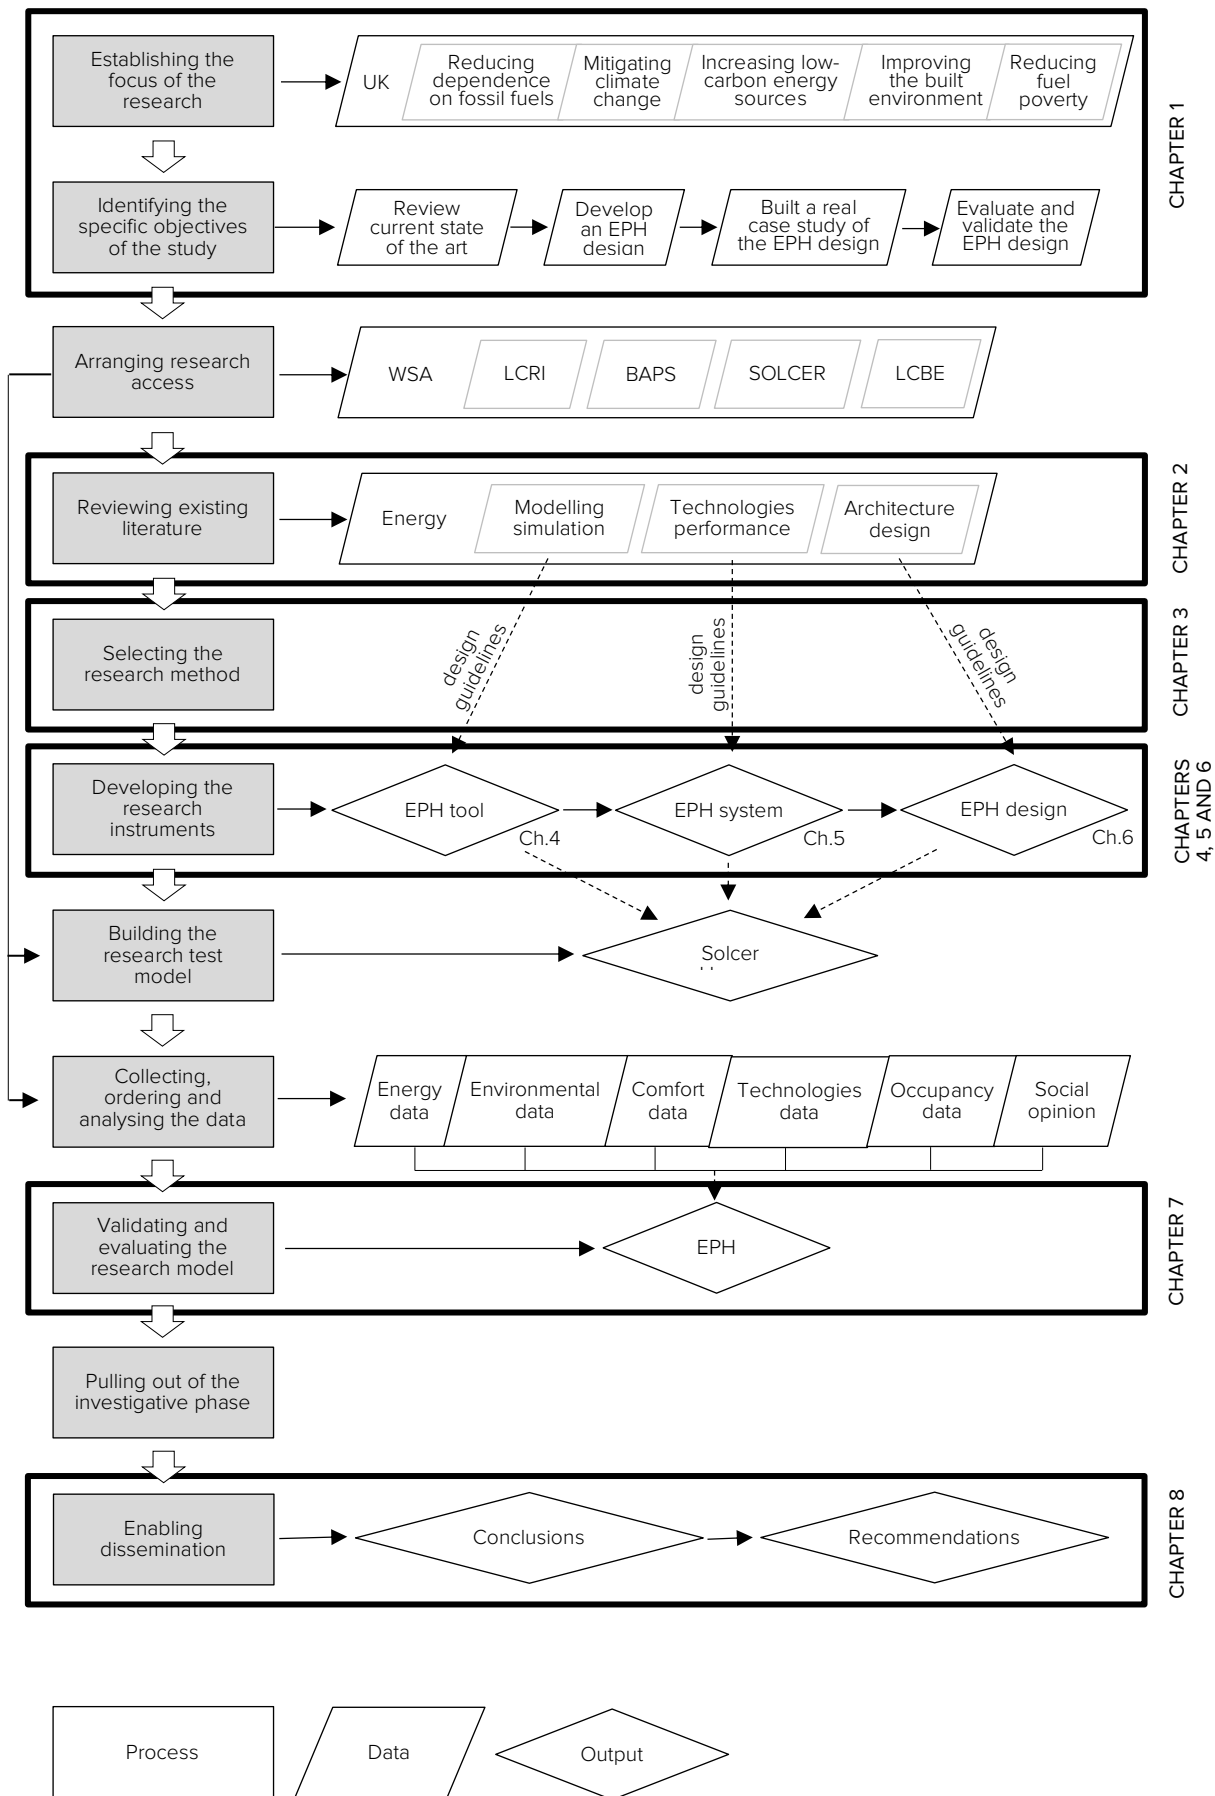 Establishing the
focus of the
research
UK
Reducing
dependence
on fossil fuels
Mitigating
climate
change
Increasing low-
carbon energy
sources
Improving
the built
environment
Reducing
fuel
poverty
CHAPTER 1
Identifying the
specific objectives
of the study
Review
current state
of the art
Develop
an EPH
design
Built a real
case study of
the EPH design
Evaluate and
validate the
EPH design
Arranging research
access
WSA
LCRI
BAPS
SOLCER
LCBE
Reviewing existing
literature
Energy
Modelling
simulation
Technologies
performance
Architecture
design
CHAPTER 2
Selecting the
research method
design
guidelines
design
guidelines
design
guidelines
CHAPTER 3
Developing the
research
instruments
EPH tool
Ch.4
EPH system
Ch.5
EPH design
Ch.6
CHAPTERS
4, 5 AND 6
Building the
research test
model
Solcer
Collecting,
ordering and
analysing the data
Energy
data
Environmental
data
Comfort
data
Technologies
data
Occupancy
data
Social
opinion
Validating and
evaluating the
research model
EPH
CHAPTER 7
Pulling out of the
investigative phase
Enabling
dissemination
Conclusions
Recommendations
CHAPTER 8
Process
Data
Output